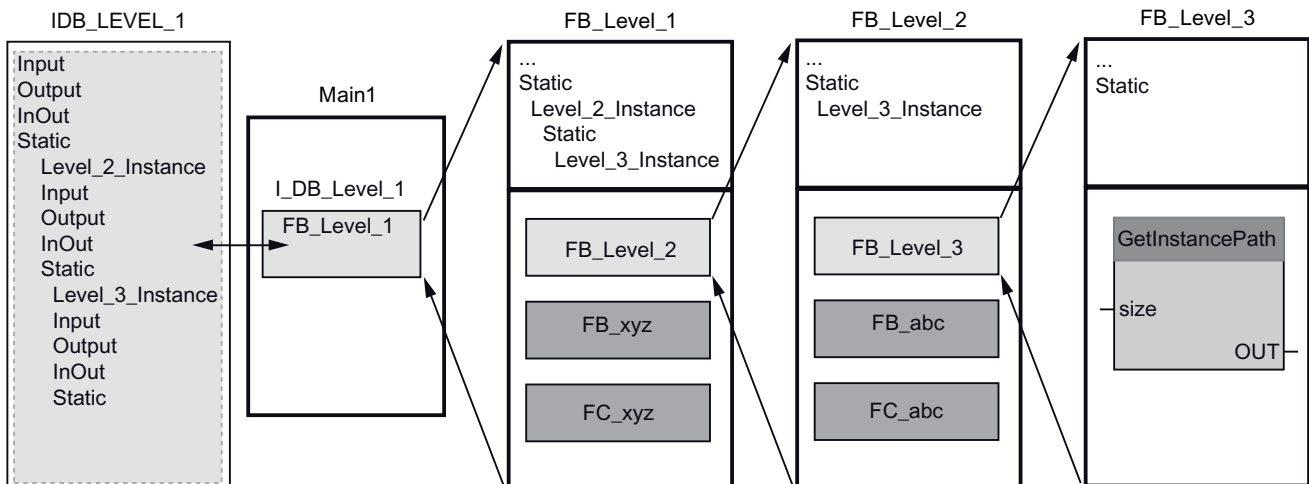 IDB_LEVEL_1
Input
Output
InOut
Static
Level_2_Instance
Input
Output
InOut
Static
Level_3_Instance
Input
Output
InOut
Static
Main1
I_DB_Level_1
FB_Level_1
FB_Level_1
...
Static
Level_2_Instance
Static
Level_3_Instance
FB_Level_2
FB_xyz
FC_xyz
FB_Level_2
...
Static
Level_3_Instance
FB_Level_3
FB_abc
FC_abc
FB_Level_3
...
Static
GetInstancePath
size
OUT